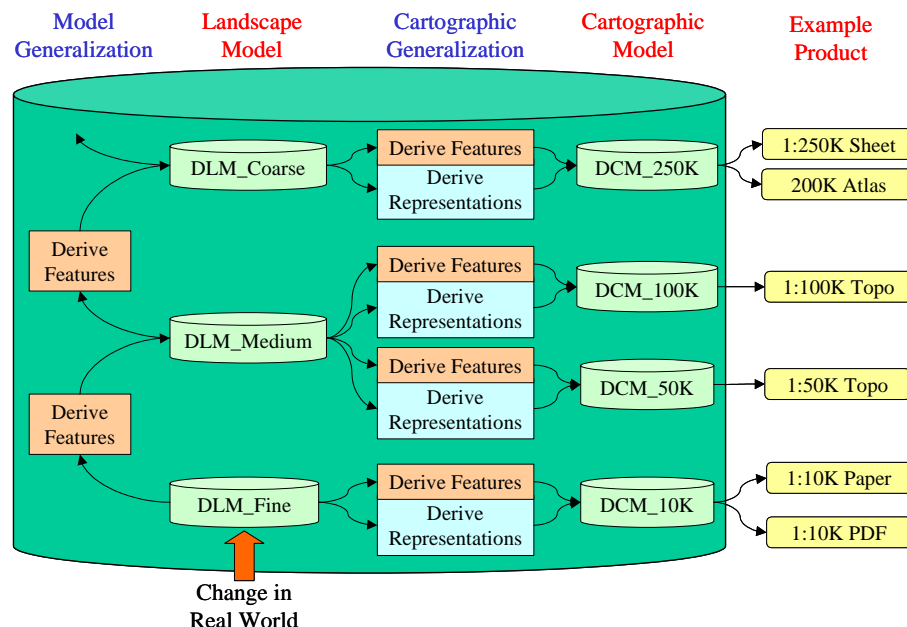 Model
Generalization
Landscape
Model
Cartographic
Generalization
Cartographic
Model
Example
Product
DLM_Coarse
Derive Features
Derive
Representations
DCM_250K
1:250K Sheet
200K Atlas
Derive
Features
DLM_Medium
Derive Features
Derive
Representations
DCM_100K
1:100K Topo
Derive Features
Derive
Representations
DCM_50K
1:50K Topo
Derive
Features
DLM_Fine
Derive Features
Derive
Representations
DCM_10K
1:10K Paper
1:10K PDF
Change in
Real World